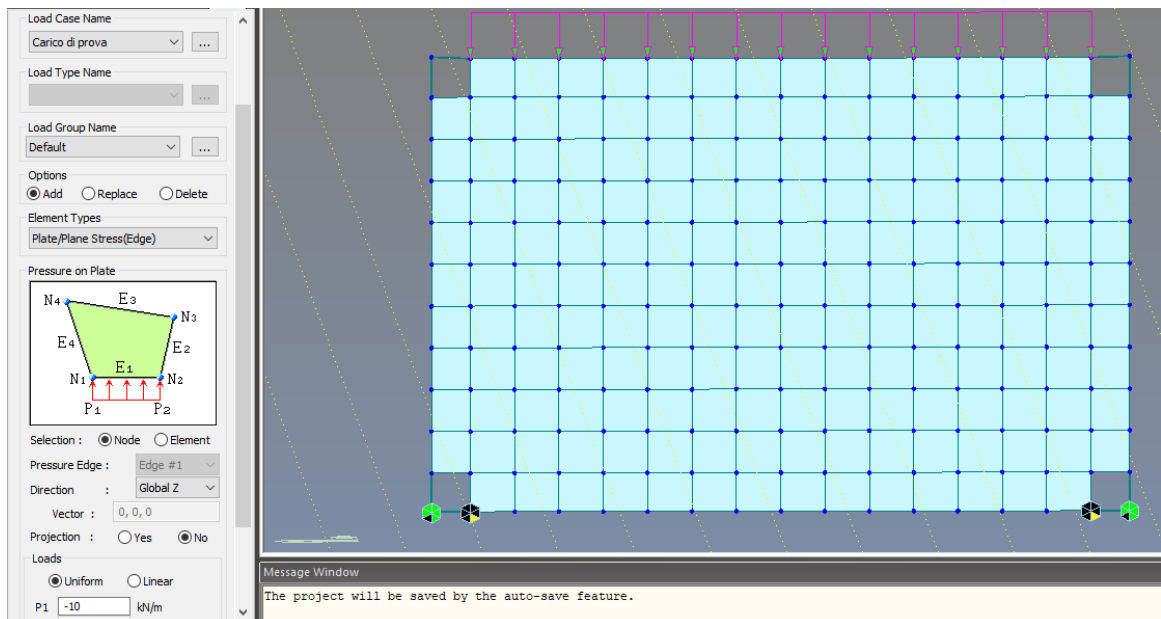 Load Case Name
Carico di prova
...
Load Type Name
...
Load Group Name
Default
...
Options
Add Replace Delete
Element Types
Plate/Plane Stress(Edge)
Pressure on Plate
N4 E3
N3
E4 E2
E1
N1 N2
P1 P2
Selection : Node Element
Pressure Edge : Edge #1
Direction : Global Z
Vector : 0, 0, 0
Projection : Yes No
Loads
Uniform Linear
P1 -10 kN/m
Message Window
The project will be saved by the auto-save feature.